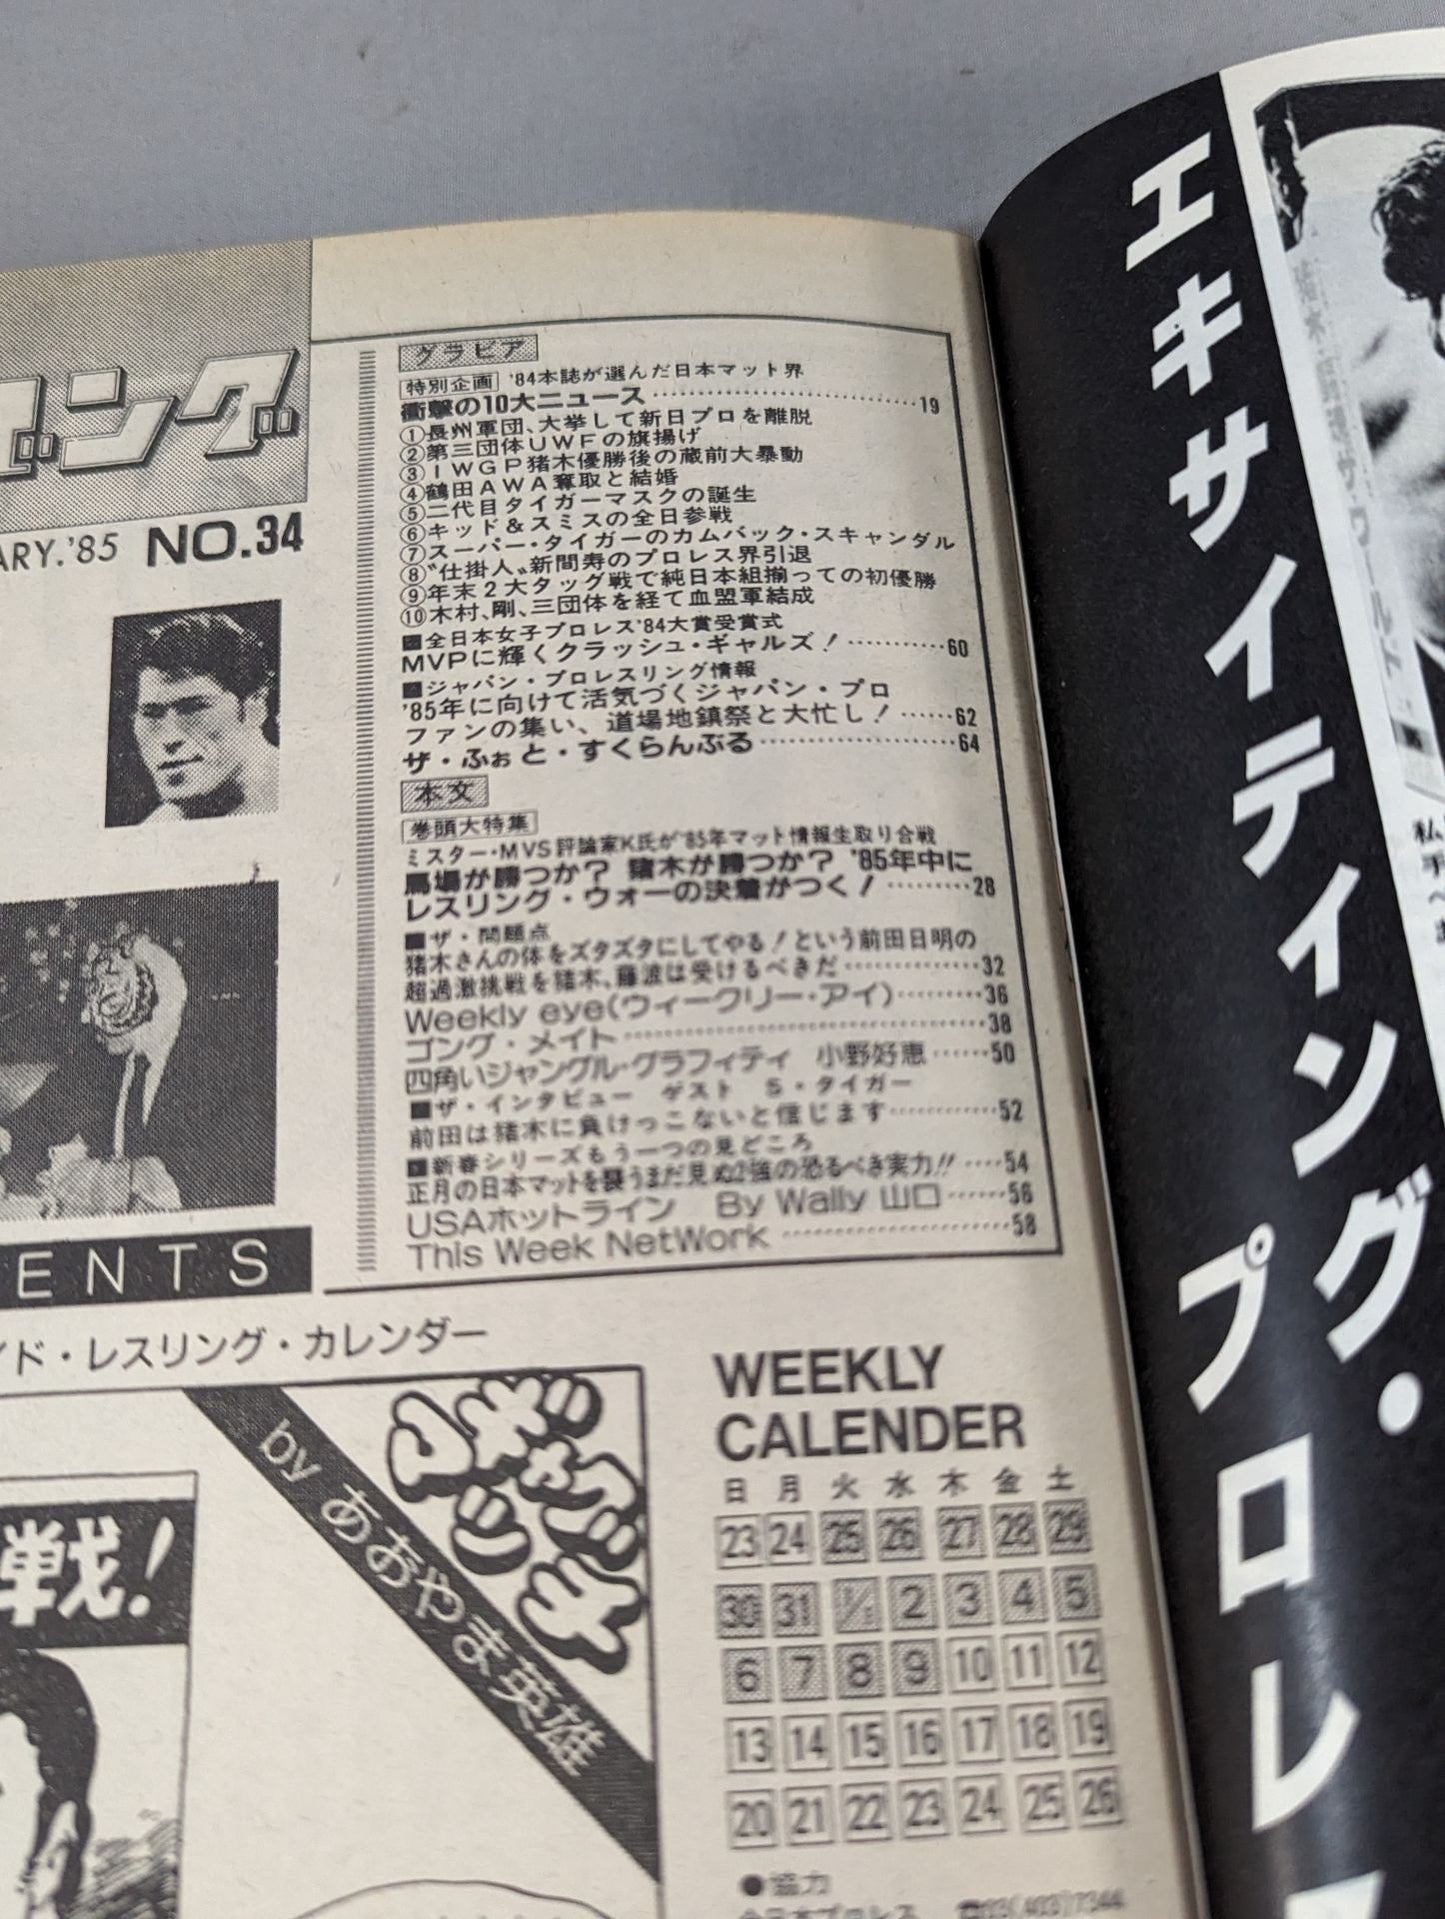 ング
ARY.'85 NO.34
グラビア
特別企画 '84本誌が選んだ日本マット界
衝撃の10大ニュース…………………………19
①長州軍団、大挙して新日プロを離脱
②第三団体UWFの旗揚げ
③IWGP猪木優勝後の蔵前大暴動
④鶴田AWA奪取と結婚
⑤二代目タイガーマスクの誕生
⑥キッド&スミスの全日参戦
⑦スーパー・タイガーのカムバック・スキャンダル
⑧〝仕掛人〟新間寿のプロレス界引退
⑨年末2大タッグ戦で純日本組揃っての初優勝
⑩木村、剛、三団体を経て血盟軍結成
■全日本女子プロレス'84大賞受賞式
MVPに輝くクラッシュ・ギャルズ!…………60
■ジャパン・プロレスリング情報
'85年に向けて活気づくジャパン・プロ
ファンの集い、道場地鎮祭と大忙し!……62
ザ・ふぉと・すくらんぶる…………………64
本文
巻頭大特集
ミスター・MVS評論家K氏が'85年マット情報生取り合戦
馬場が勝つか? 猪木が勝つか? '85年中に
レスリング・ウォーの決着がつく!………28
■ザ・問題点
猪木さんの体をズタズタにしてやる!という前田日明の
超過激挑戦を猪木、藤波は受けるべきだ……………32
Weekly eye(ウィークリー・アイ)………36
ゴング・メイト……………………………………38
四角いジャングル・グラフィティ 小野好恵……50
■ザ・インタビュー ゲスト S・タイガー
前田は猪木に負けっこないと信じます…………52
■新春シリーズもう一つの見どころ
正月の日本マットを襲うまだ見ぬ2強の恐るべき実力!!……54
USAホットライン By Wally 山口……56
This Week NetWork……………………58
ENTS
イド・レスリング・カレンダー
戦!
ロボギャグマッチ
by あおやま英雄
WEEKLY
CALENDER
日 月 火 水 木 金 土
23 24 25 26 27 28 29
30 31 1/1 2 3 4 5
6 7 8 9 10 11 12
13 14 15 16 17 18 19
20 21 22 23 24 25 26
●協力
全日本プロレス ☎03(403)7344
エキサイティング・
プロレ